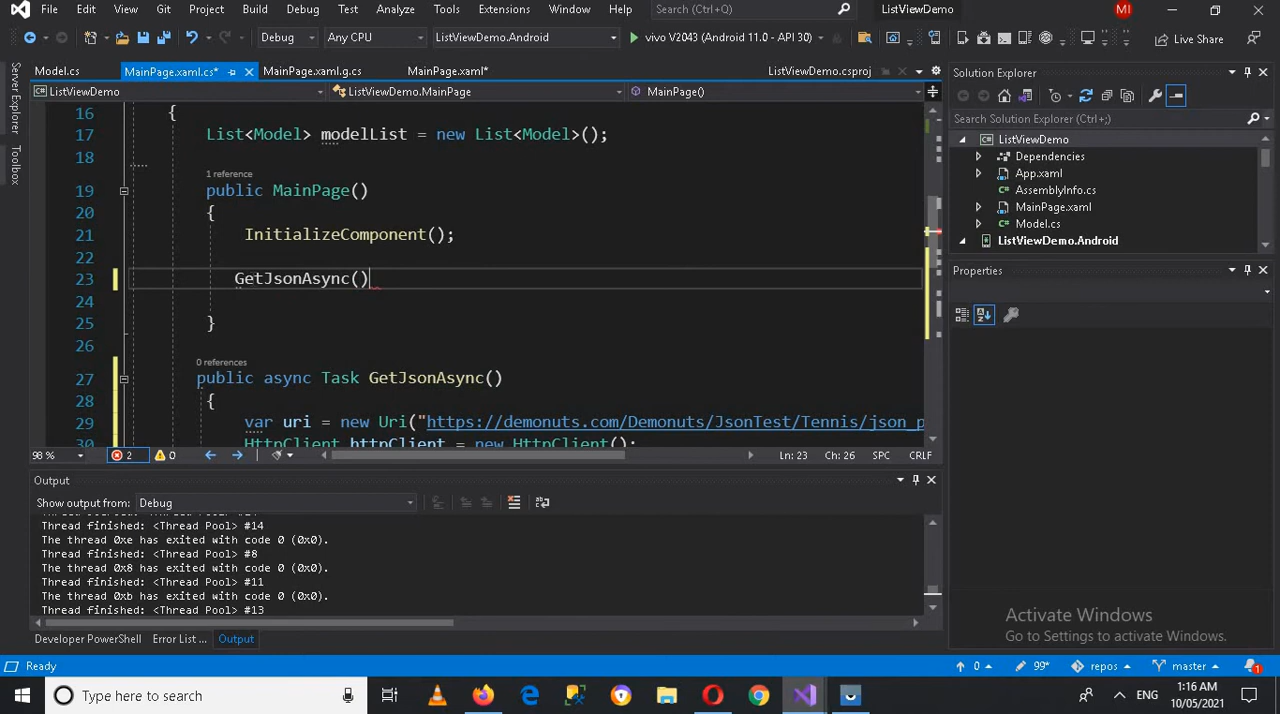 File Edit View Git Project Build Debug Test Analyze Tools Extensions Window Help Search (Ctrl+Q) ListViewDemo MI
Debug Any CPU ListViewDemo.Android vivo V2043 (Android 11.0 - API 30) Live Share
Server Explorer
Toolbox
Model.cs MainPage.xaml.cs* MainPage.xaml.g.cs MainPage.xaml* ListViewDemo.csproj
ListViewDemo ListViewDemo.MainPage MainPage()
16 {
17 List<Model> modelList = new List<Model>();
18
1 reference
19 public MainPage()
20 {
21 InitializeComponent();
22
23 GetJsonAsync()
24
25 }
26
0 references
27 public async Task GetJsonAsync()
28 {
29 var uri = new Uri("https://demonuts.com/Demonuts/JsonTest/Tennis/json_p
30 HttpClient httpClient = new HttpClient();
98 % 2 0 Ln: 23 Ch: 26 SPC CRLF
Output
Show output from: Debug
Thread finished: <Thread Pool> #14
The thread 0xe has exited with code 0 (0x0).
Thread finished: <Thread Pool> #8
The thread 0x8 has exited with code 0 (0x0).
Thread finished: <Thread Pool> #11
The thread 0xb has exited with code 0 (0x0).
Thread finished: <Thread Pool> #13
Developer PowerShell Error List ... Output
Solution Explorer
Search Solution Explorer (Ctrl+;)
ListViewDemo
Dependencies
App.xaml
AssemblyInfo.cs
MainPage.xaml
Model.cs
ListViewDemo.Android
Properties
Activate Windows
Go to Settings to activate Windows.
Ready 0 99* repos master 1
Type here to search ENG 1:16 AM
10/05/2021